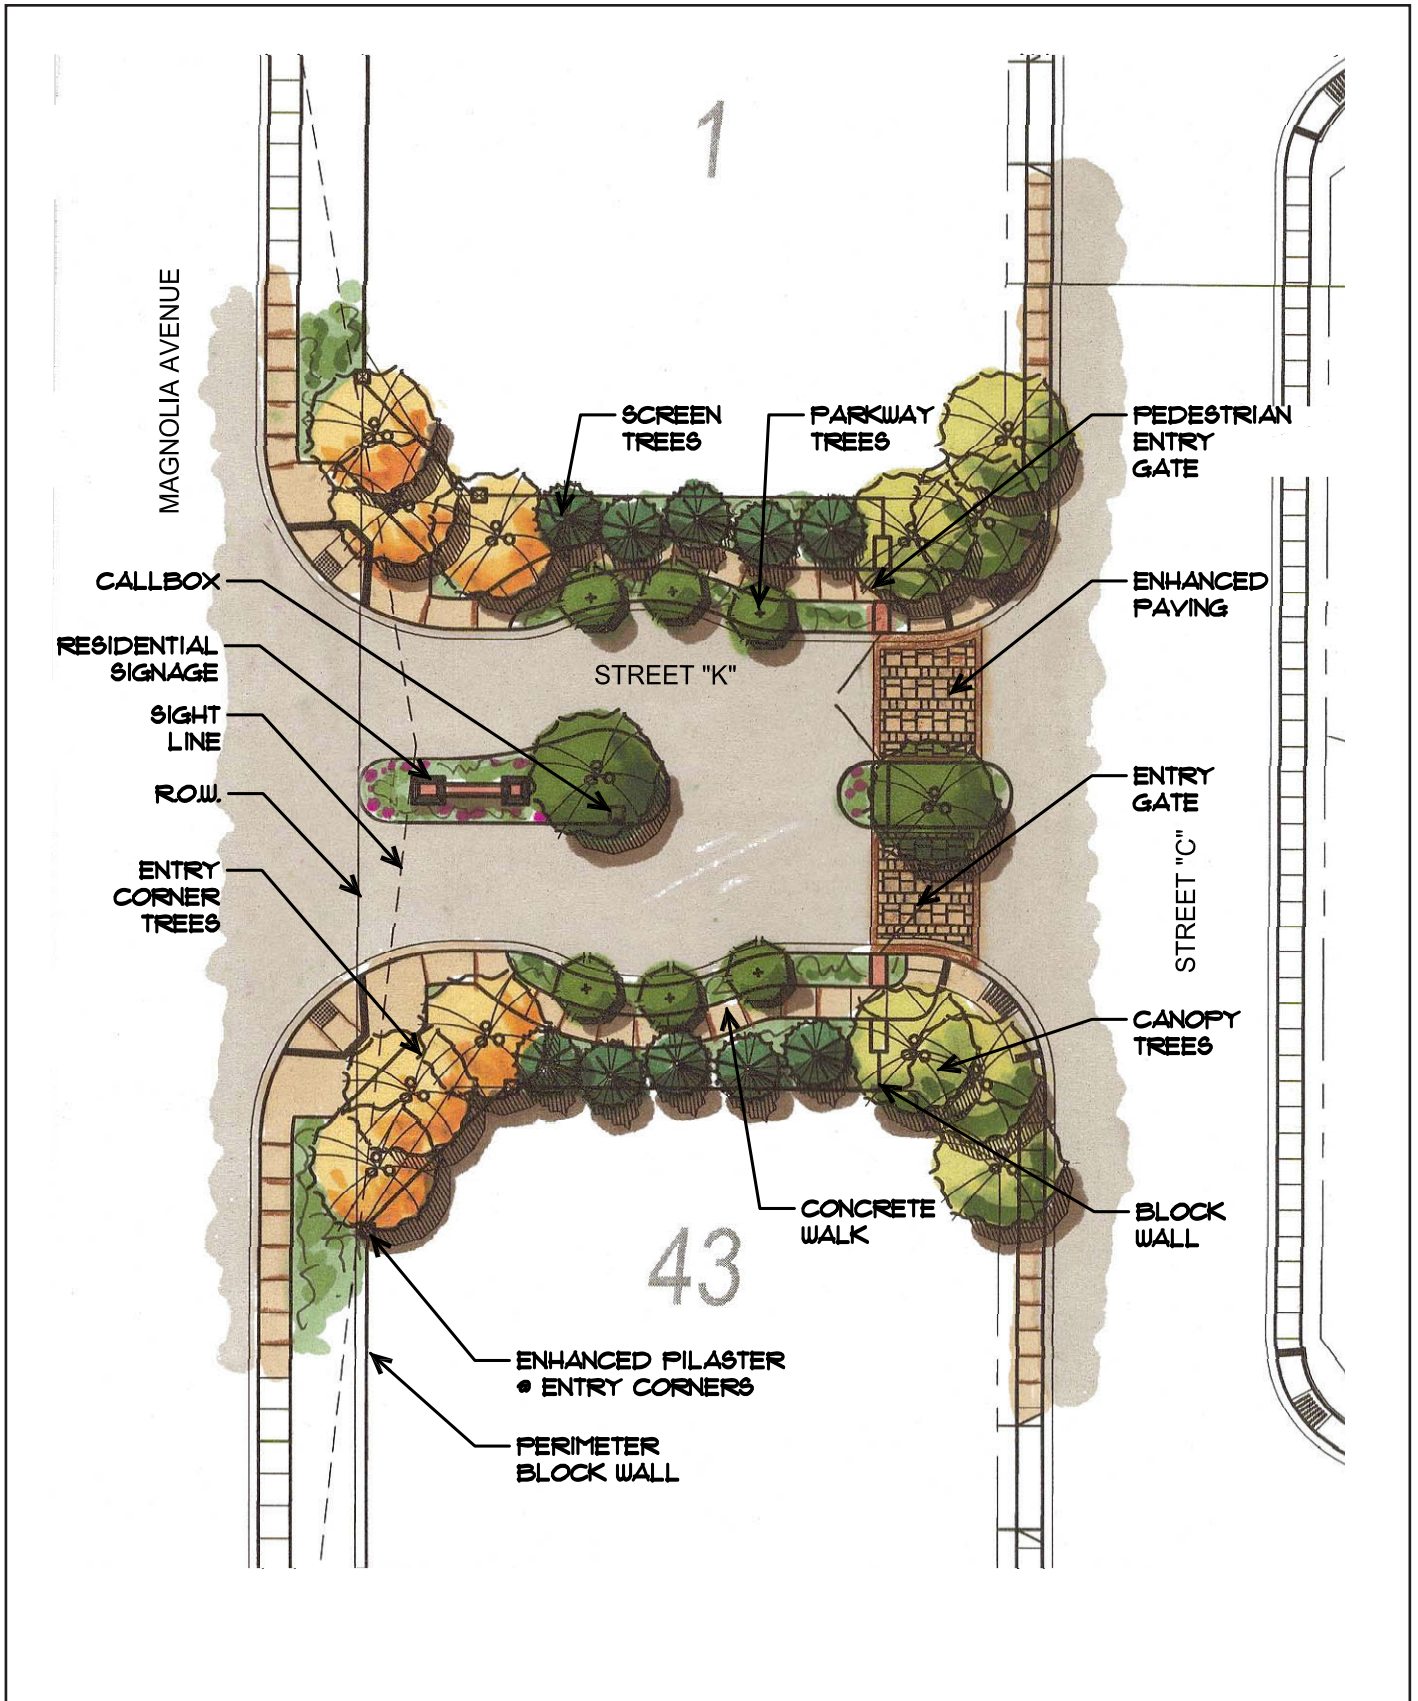 1
MAGNOLIA AVENUE
SCREEN
TREES
PARKWAY
TREES
PEDESTRIAN
ENTRY
GATE
CALLBOX
ENHANCED
PAVING
RESIDENTIAL
SIGNAGE
STREET "K"
SIGHT
LINE
R.O.W.
ENTRY
GATE
ENTRY
CORNER
TREES
STREET "C"
CANOPY
TREES
CONCRETE
WALK
BLOCK
WALL
43
ENHANCED PILASTER
@ ENTRY CORNERS
PERIMETER
BLOCK WALL